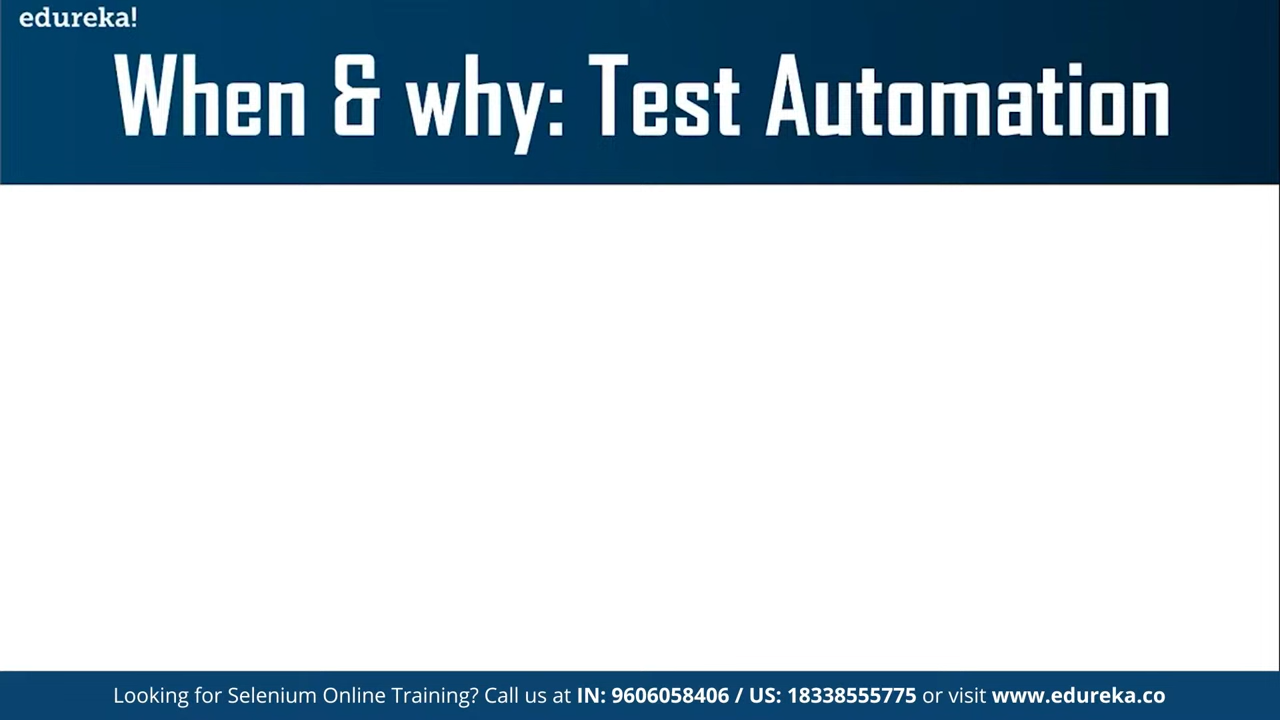 edureka!
When & why: Test Automation
Looking for Selenium Online Training? Call us at IN: 9606058406 / US: 18338555775 or visit www.edureka.co